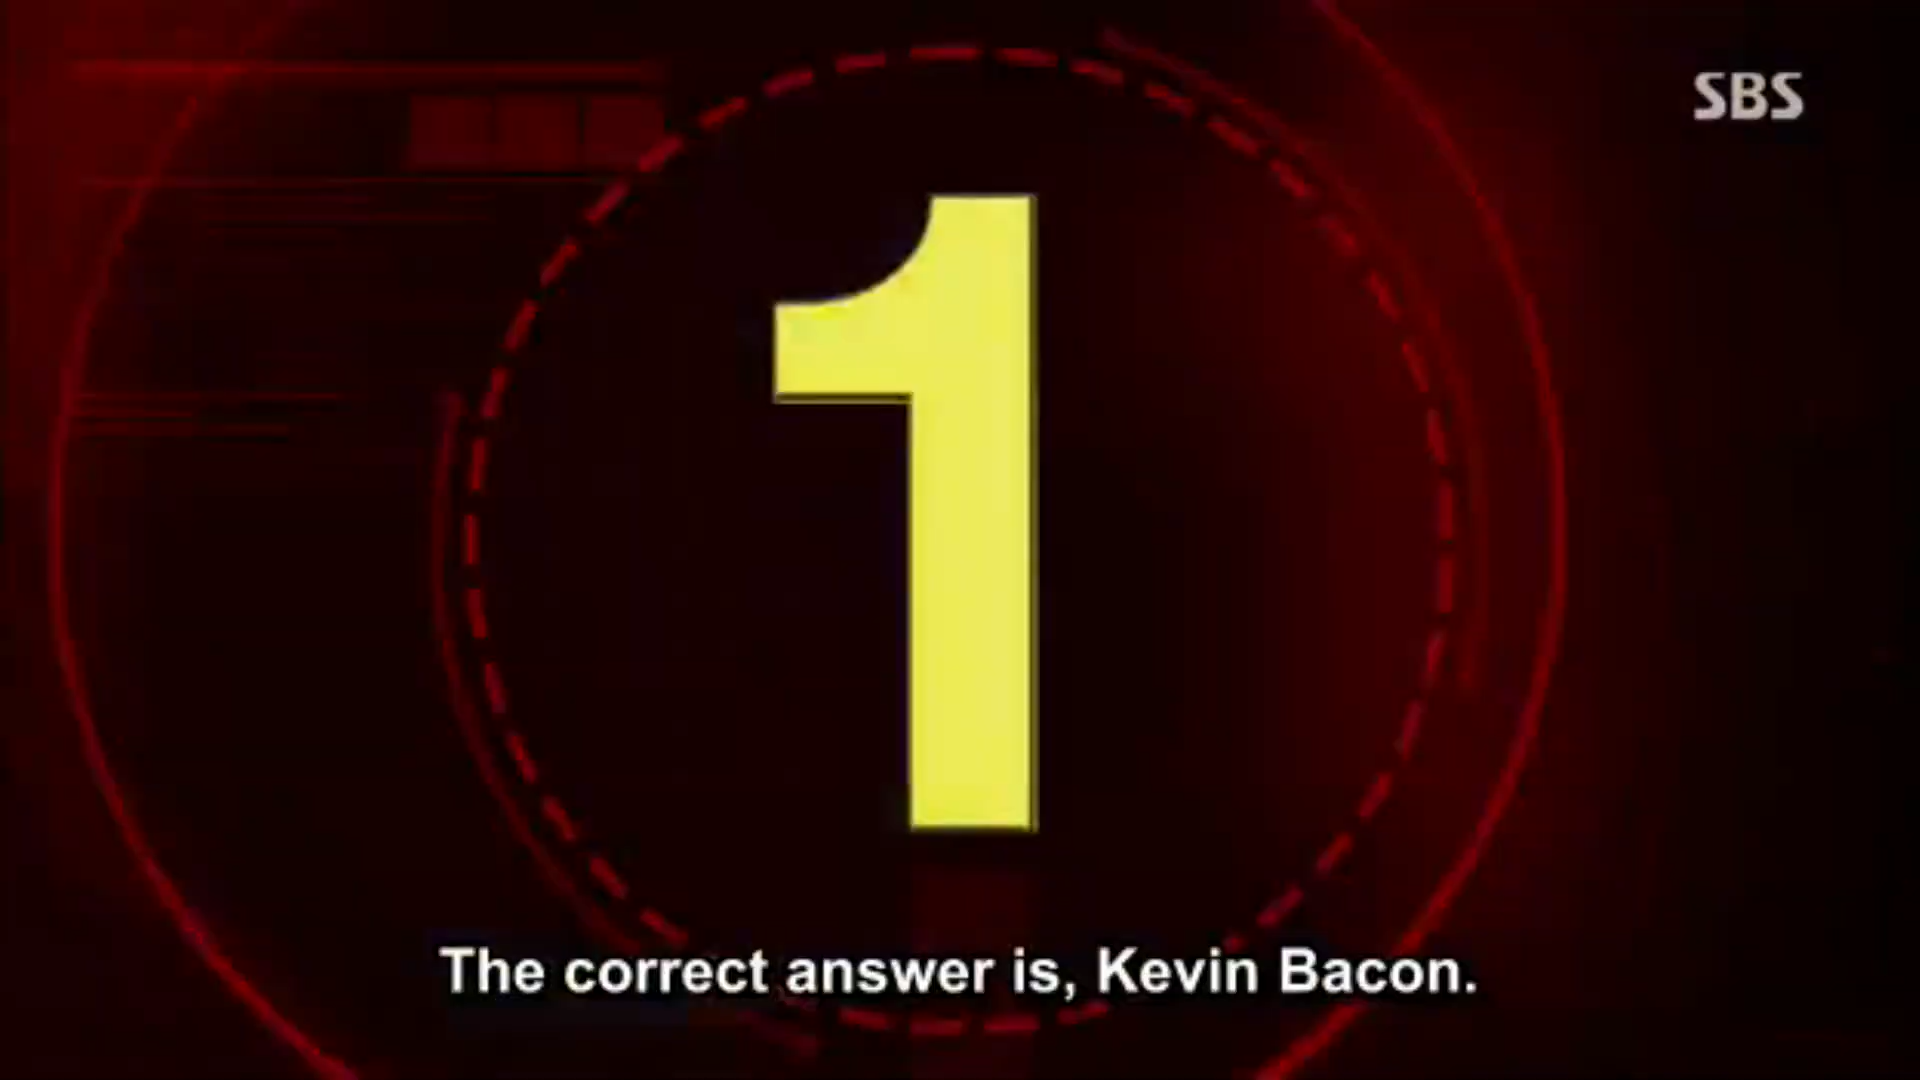 SBS
1
The correct answer is, Kevin Bacon.